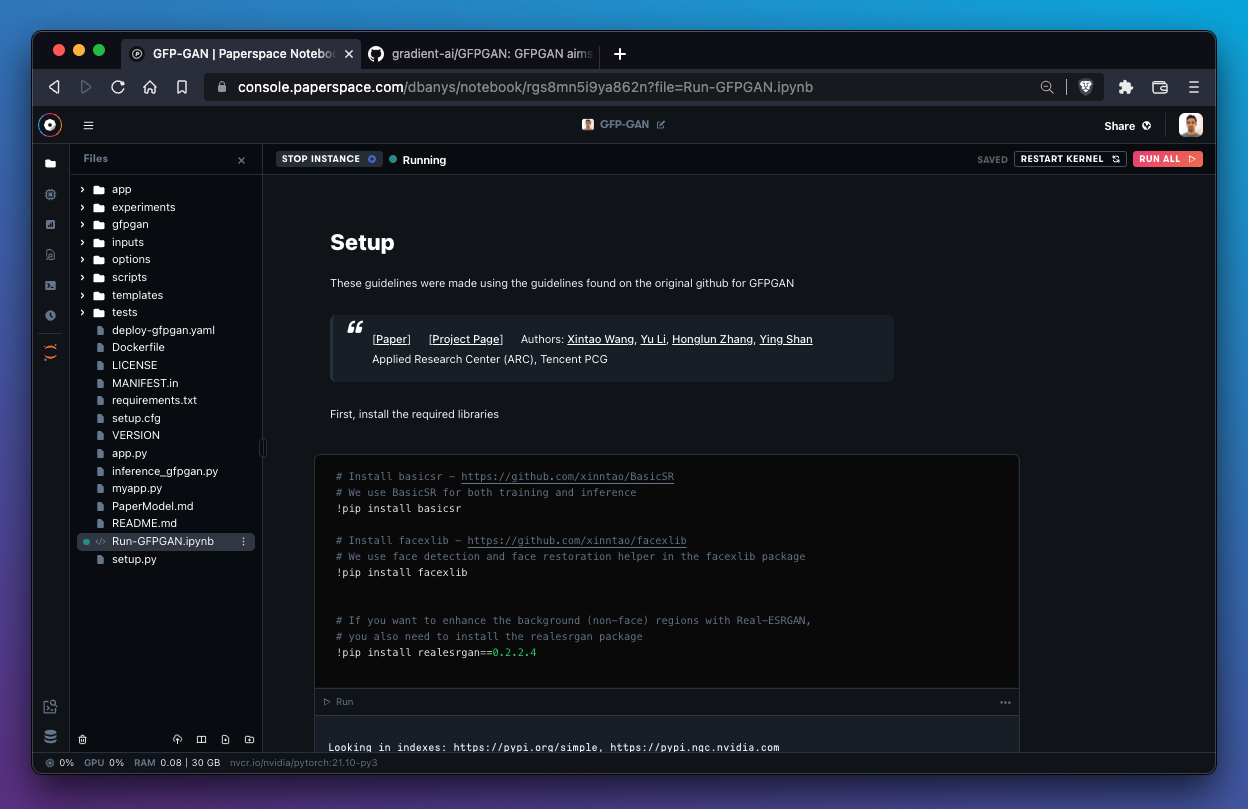 GFP-GAN | Paperspace Notebo
gradient-ai/GFPGAN: GFPGAN aims
console.paperspace.com/dbanys/notebook/rgs8mn5i9ya862n?file=Run-GFPGAN.ipynb
GFP-GAN
Share
Files
STOP INSTANCE
Running
SAVED
RESTART KERNEL
RUN ALL
app
experiments
gfpgan
inputs
options
scripts
templates
tests
deploy-gfpgan.yaml
Dockerfile
LICENSE
MANIFEST.in
requirements.txt
setup.cfg
VERSION
app.py
inference_gfpgan.py
myapp.py
PaperModel.md
README.md
Run-GFPGAN.ipynb
setup.py
Setup
These guidelines were made using the guidelines found on the original github for GFPGAN
[Paper] [Project Page] Authors: Xintao Wang, Yu Li, Honglun Zhang, Ying Shan
Applied Research Center (ARC), Tencent PCG
First, install the required libraries
# Install basicsr - https://github.com/xinntao/BasicSR
# We use BasicSR for both training and inference
!pip install basicsr
# Install facexlib - https://github.com/xinntao/facexlib
# We use face detection and face restoration helper in the facexlib package
!pip install facexlib
# If you want to enhance the background (non-face) regions with Real-ESRGAN,
# you also need to install the realesrgan package
!pip install realesrgan==0.2.2.4
Run
Looking in indexes: https://pypi.org/simple, https://pypi.ngc.nvidia.com
0% GPU 0% RAM 0.08 | 30 GB nvcr.io/nvidia/pytorch:21.10-py3